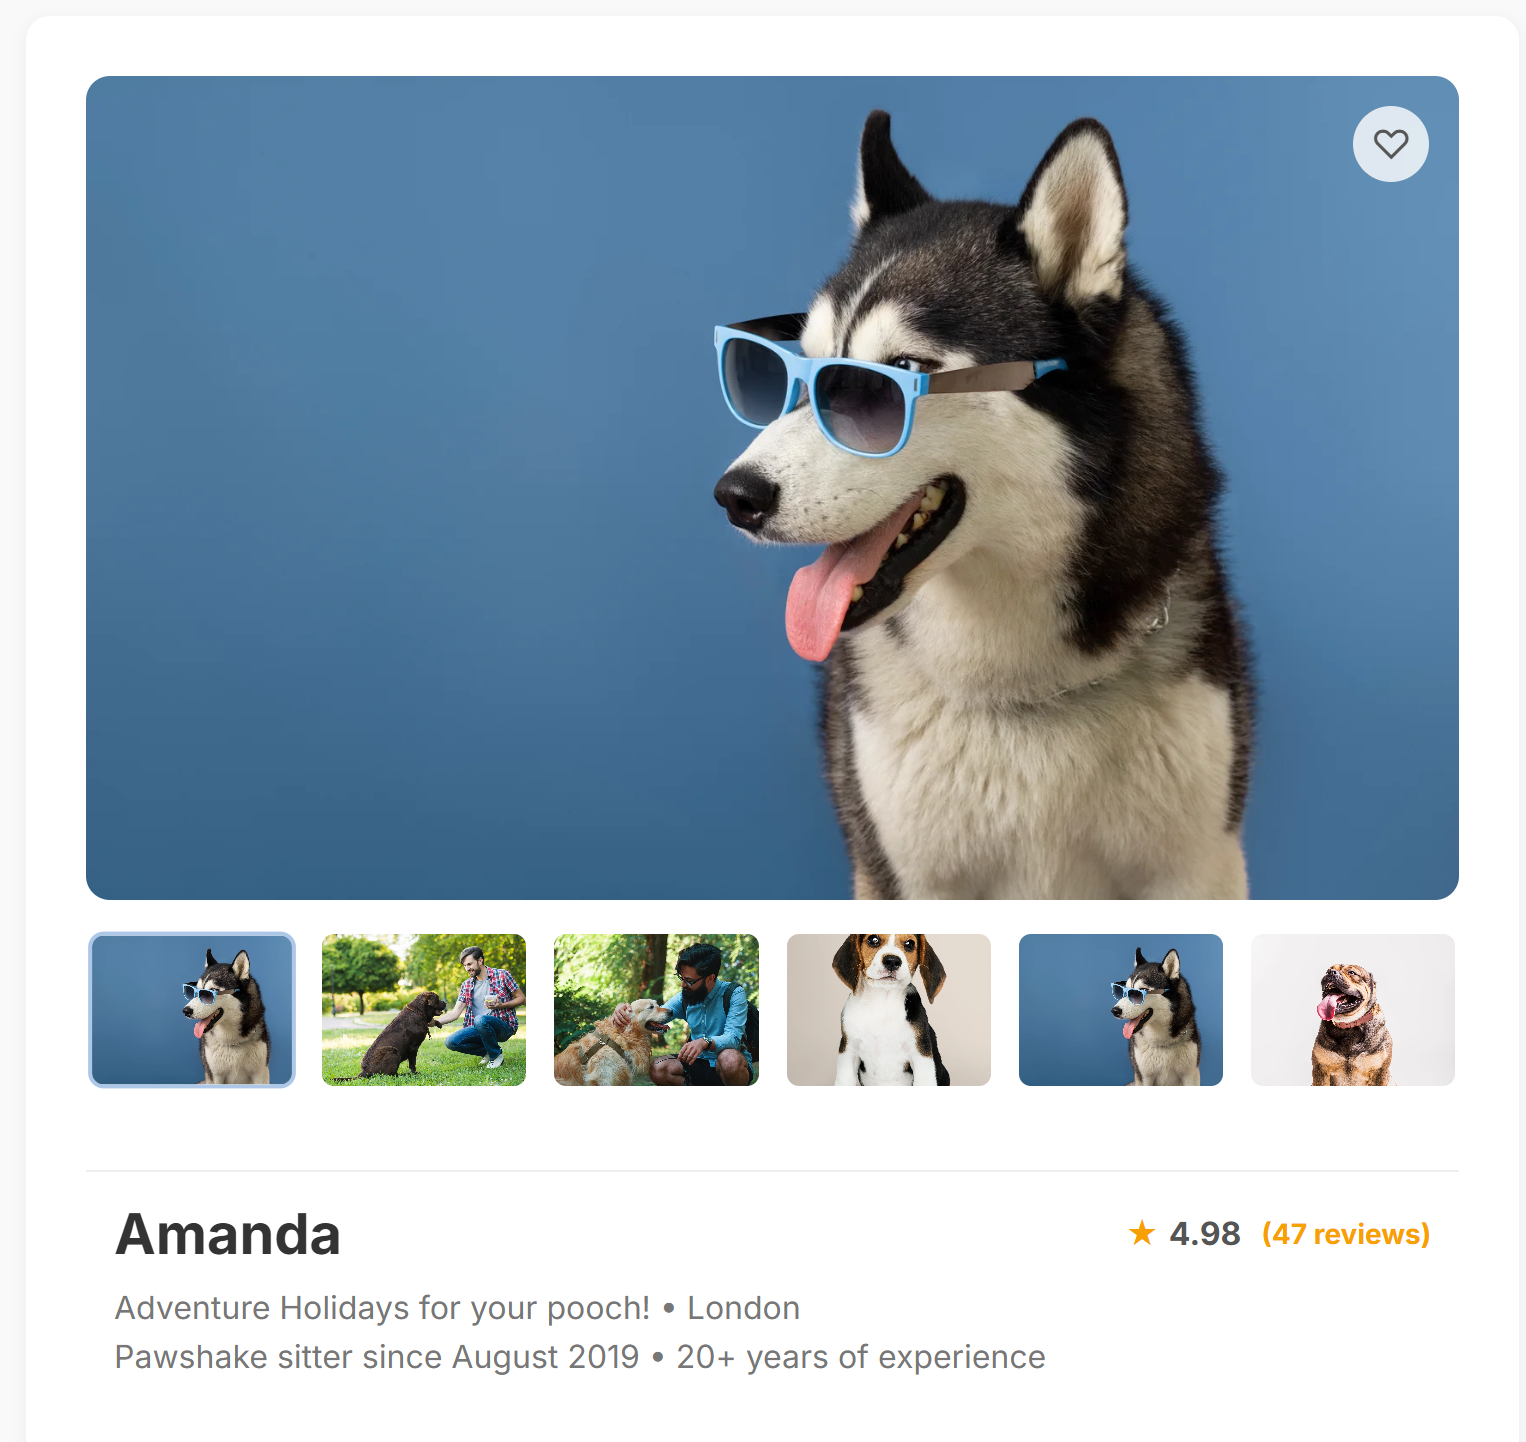 Amanda
★ 4.98 (47 reviews)
Adventure Holidays for your pooch! • London
Pawshake sitter since August 2019 • 20+ years of experience